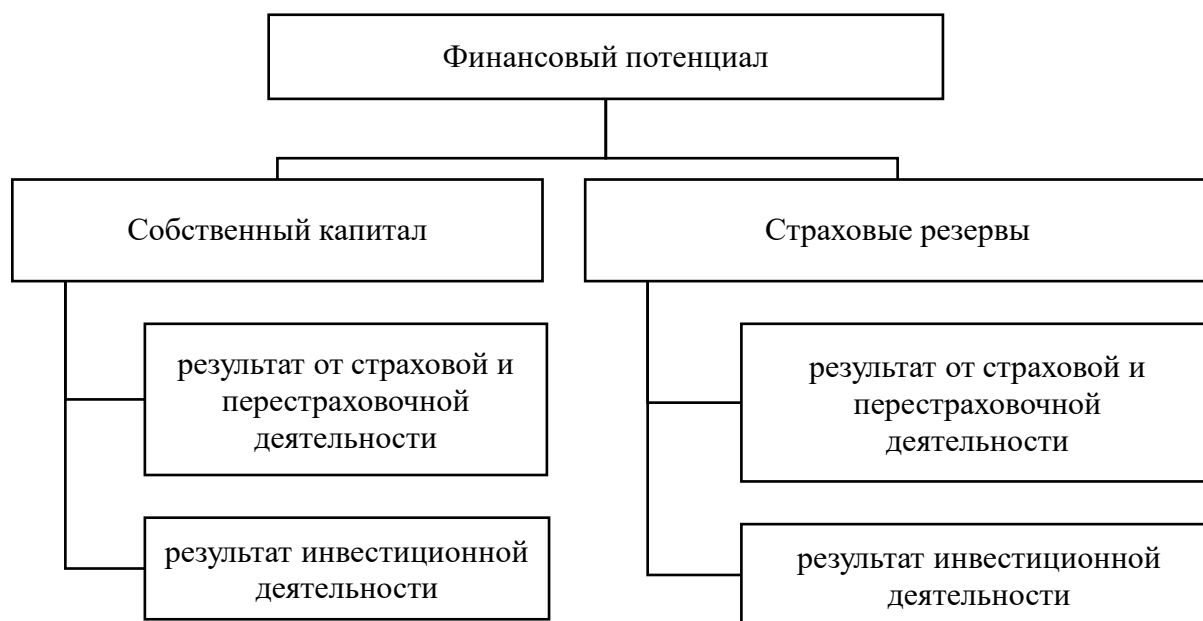 Финансовый потенциал
Собственный капитал
Страховые резервы
результат от страховой и
перестраховочной
деятельности
результат от страховой и
перестраховочной
деятельности
результат инвестиционной
деятельности
результат инвестиционной
деятельности